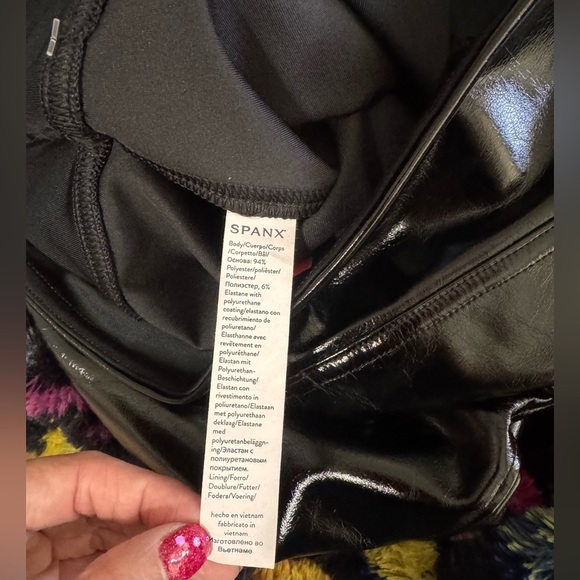 SPANX
Body/Cuerpo/Corps
/Corpetto/Bål/
Основа: 94%
Polyester/poliéster/
Poliestere/
Полиэстер, 6%
Elastane with
polyurethane
coating/elastano con
recubrimiento de
poliuretano/
Elasthanne avec
revêtement en
polyuréthane/
Elastan mit
Polyurethan-
Beschichtung/
Elastan con
rivestimento in
poliuretano/Elastaan
met polyurethaan
deklaag/Elastane
med
polyuretanbeläggn-
ing/Эластан с
полиуретановым
покрытием.
Lining/Forro/
Doublure/Futter/
Fodera/Voering/
hecho en vietnam
fabbricato in
vietnam
Изготовлено во
Вьетнаме